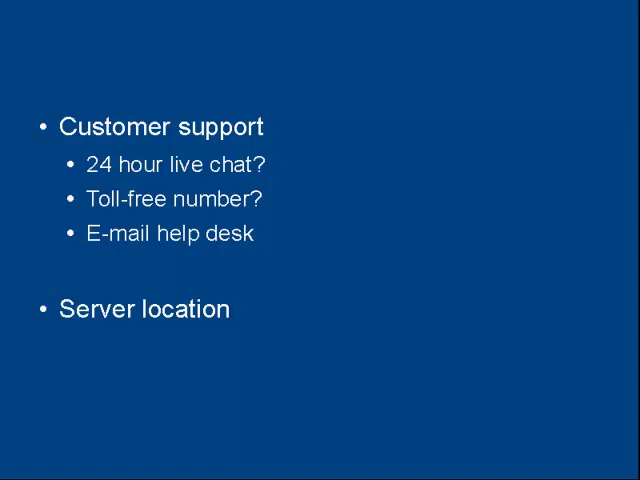 • Customer support
• 24 hour live chat?
• Toll-free number?
• E-mail help desk
• Server location